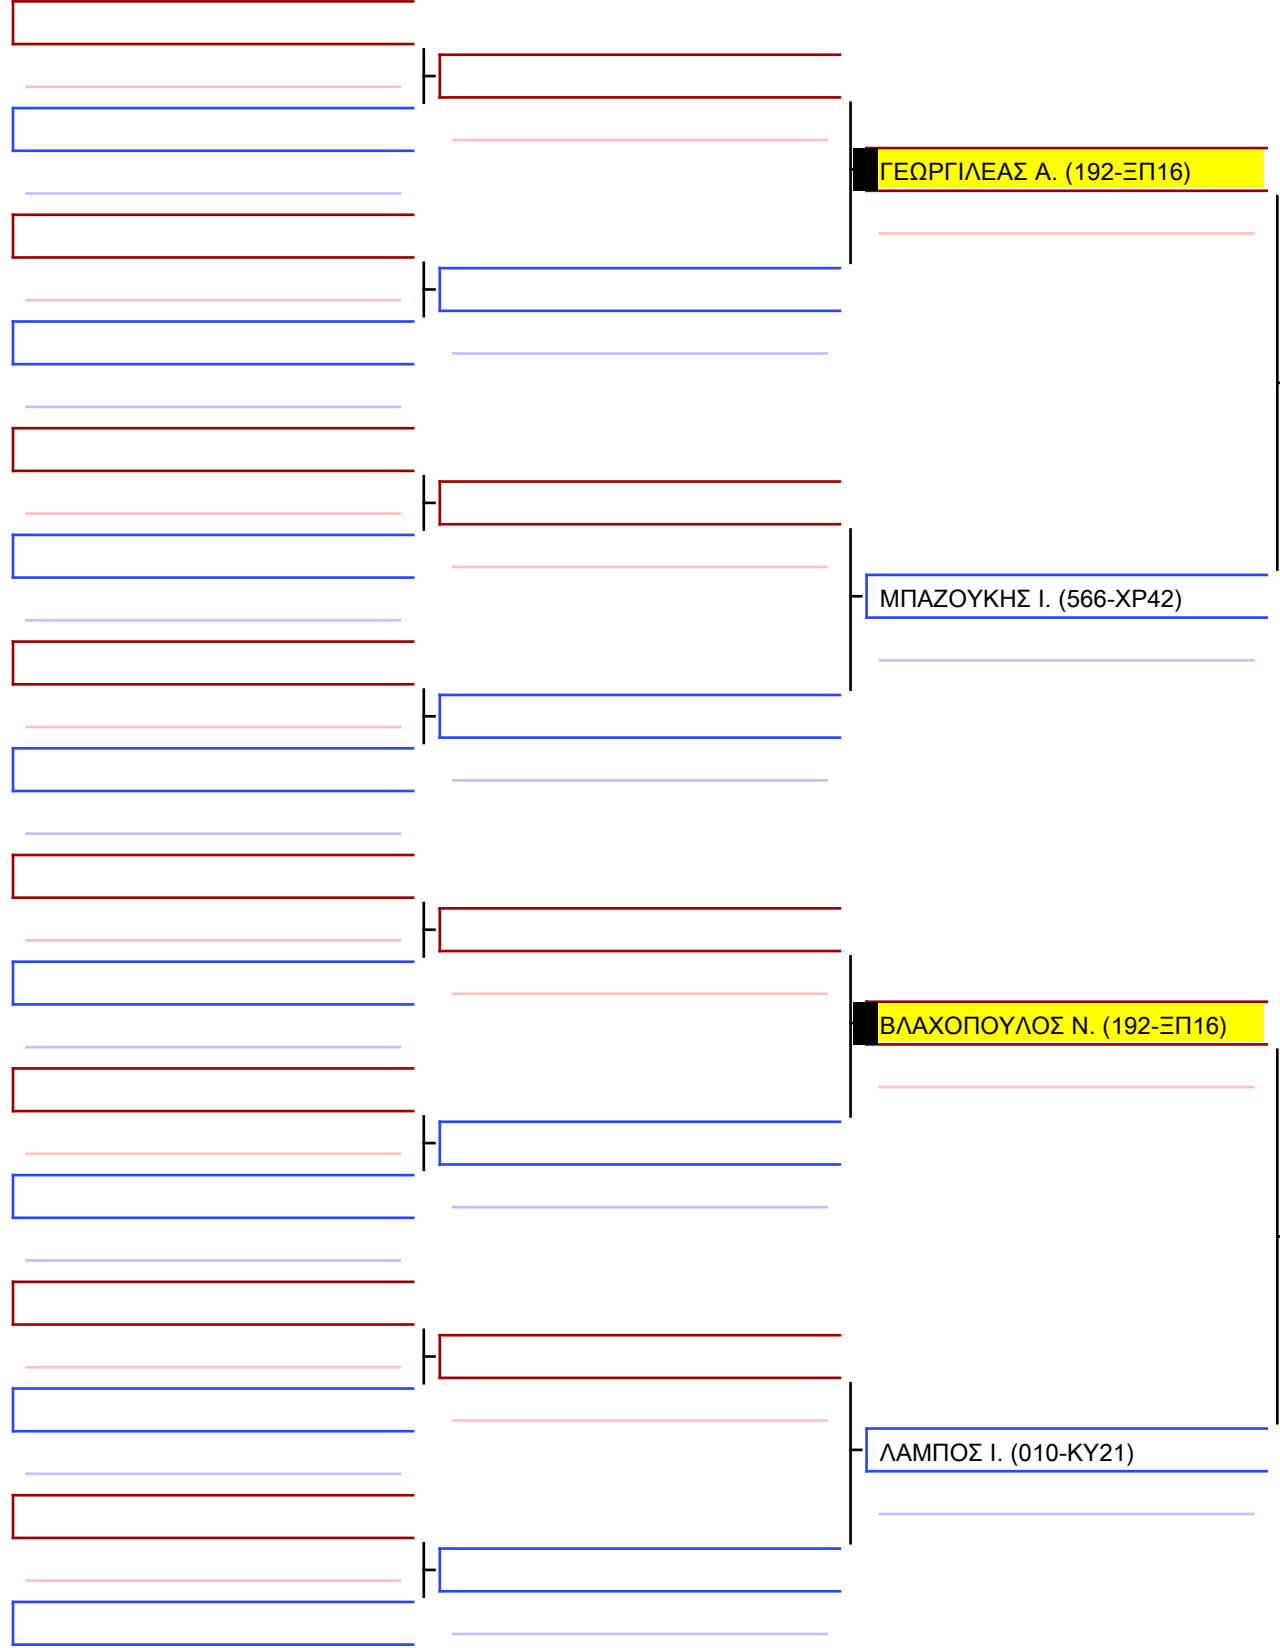 ΓΕΩΡΓΙΛΕΑΣ Α. (192-ΞΠ16)
ΜΠΑΖΟΥΚΗΣ Ι. (566-ΧΡ42)
ΒΛΑΧΟΠΟΥΛΟΣ Ν. (192-ΞΠ16)
ΛΑΜΠΟΣ Ι. (010-ΚΥ21)